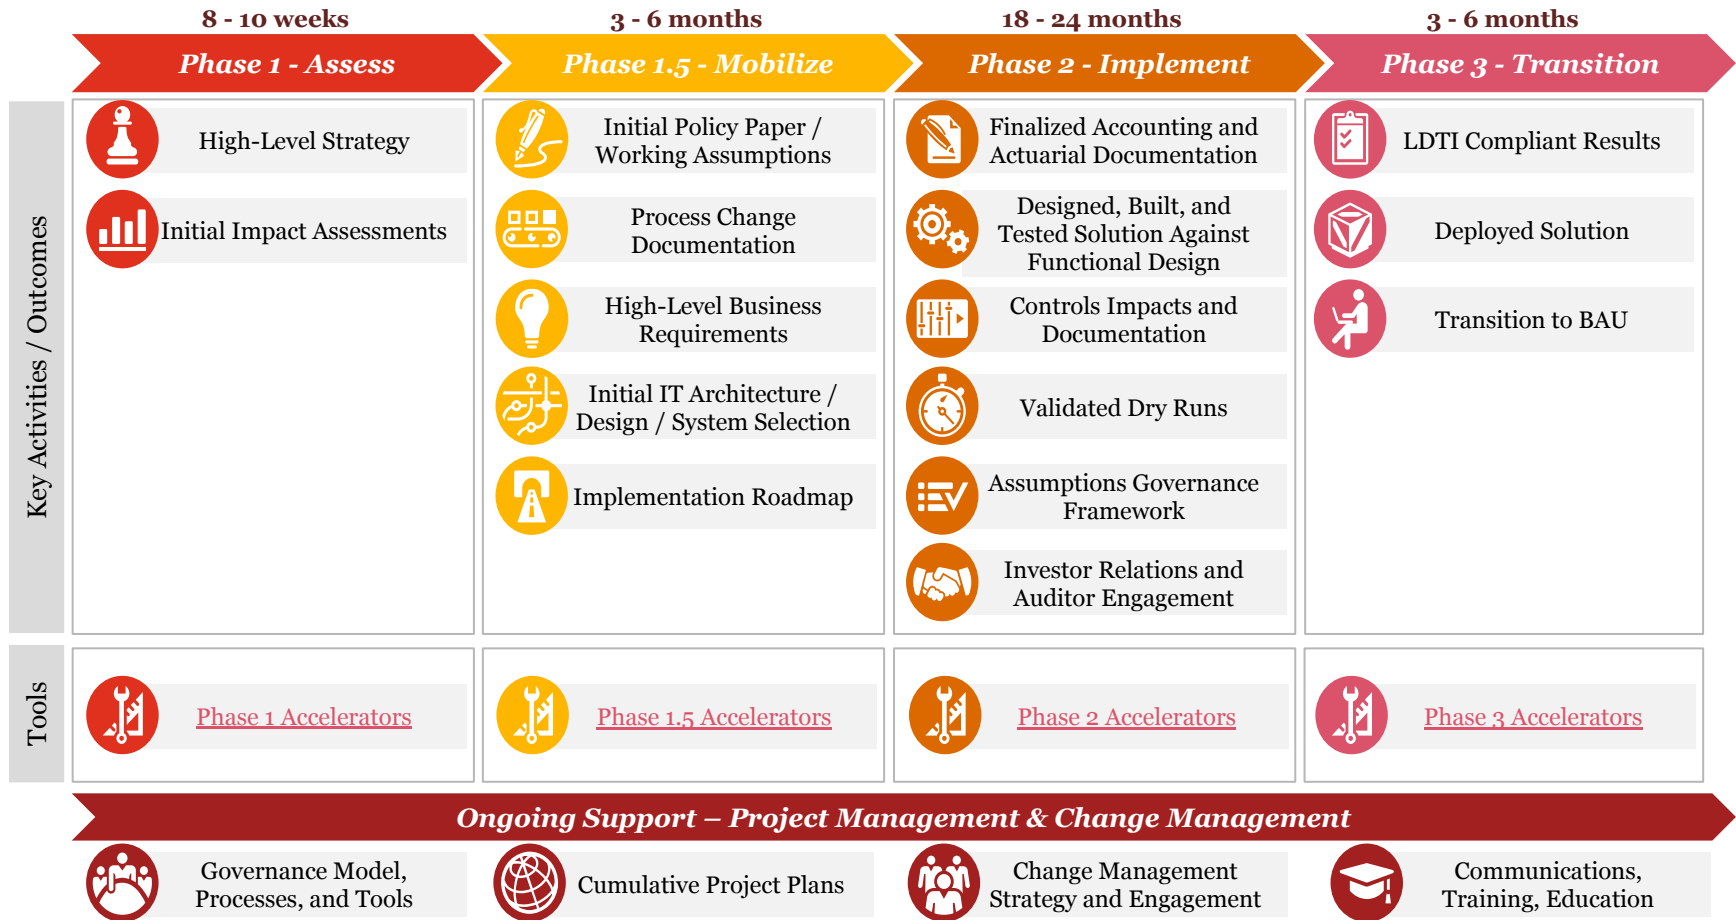 8 - 10 weeks
3 - 6 months
18 - 24 months
3 - 6 months
Phase 1 - Assess
Phase 1.5 - Mobilize
Phase 2 - Implement
Phase 3 - Transition
Key Activities / Outcomes
High-Level Strategy
Initial Impact Assessments
Initial Policy Paper /
Working Assumptions
Process Change
Documentation
High-Level Business
Requirements
Initial IT Architecture /
Design / System Selection
Implementation Roadmap
Finalized Accounting and
Actuarial Documentation
Designed, Built, and
Tested Solution Against
Functional Design
Controls Impacts and
Documentation
Validated Dry Runs
Assumptions Governance
Framework
Investor Relations and
Auditor Engagement
LDTI Compliant Results
Deployed Solution
Transition to BAU
Tools
Phase 1 Accelerators
Phase 1.5 Accelerators
Phase 2 Accelerators
Phase 3 Accelerators
Ongoing Support – Project Management & Change Management
Governance Model,
Processes, and Tools
Cumulative Project Plans
Change Management
Strategy and Engagement
Communications,
Training, Education